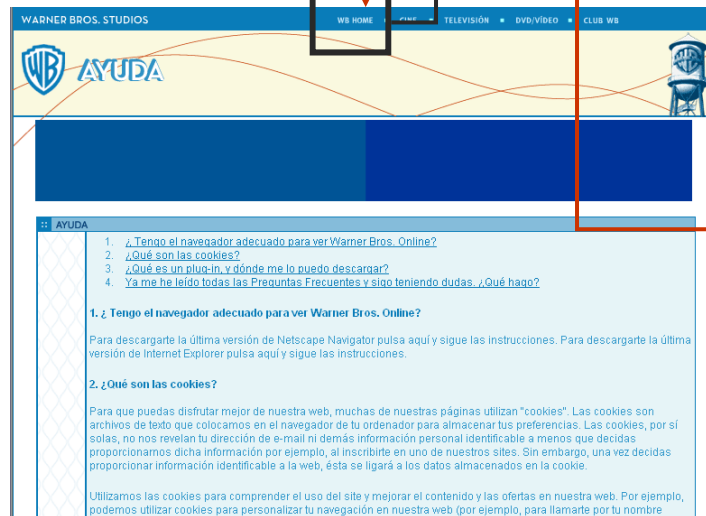 WARNER BROS. STUDIOS WB HOME CINE TELEVISIÓN DVD/VÍDEO CLUB WB
WB AYUDA
AYUDA
1. ¿ Tengo el navegador adecuado para ver Warner Bros. Online?
2. ¿Qué son las cookies?
3. ¿Qué es un plug-in, y dónde me lo puedo descargar?
4. Ya me he leído todas las Preguntas Frecuentes y sigo teniendo dudas. ¿Qué hago?
1. ¿ Tengo el navegador adecuado para ver Warner Bros. Online?
Para descargarte la última versión de Netscape Navigator pulsa aquí y sigue las instrucciones. Para descargarte la última
versión de Internet Explorer pulsa aquí y sigue las instrucciones.
2. ¿Qué son las cookies?
Para que puedas disfrutar mejor de nuestra web, muchas de nuestras páginas utilizan "cookies". Las cookies son
archivos de texto que colocamos en el navegador de tu ordenador para almacenar tus preferencias. Las cookies, por sí
solas, no nos revelan tu dirección de e-mail ni demás información personal identificable a menos que decidas
proporcionarnos dicha información por ejemplo, al inscribirte en uno de nuestros sites. Sin embargo, una vez decidas
proporcionar información identificable a la web, ésta se ligará a los datos almacenados en la cookie.
Utilizamos las cookies para comprender el uso del site y mejorar el contenido y las ofertas en nuestra web. Por ejemplo,
podemos utilizar cookies para personalizar tu navegación en nuestra web (por ejemplo, para llamarte por tu nombre